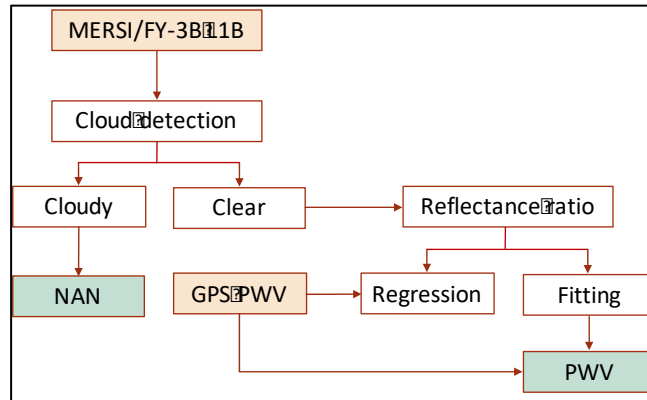 MERSI/FY-3B 1B
Cloud detection
Cloudy
Clear
Reflectance ratio
NAN
GPS PWV
Regression
Fitting
PWV